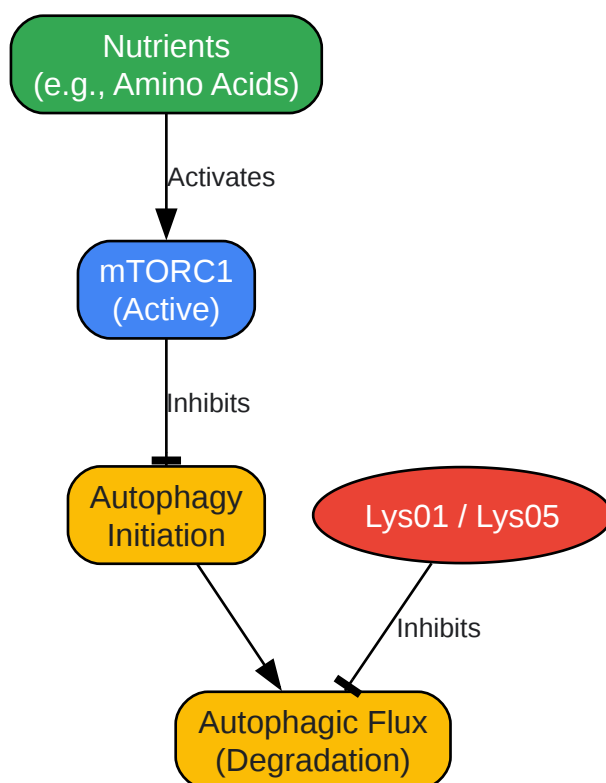 Nutrients
(e.g., Amino Acids)
Activates
mTORC1
(Active)
Inhibits
Autophagy
Initiation
Lys01 / Lys05
Inhibits
Autophagic Flux
(Degradation)